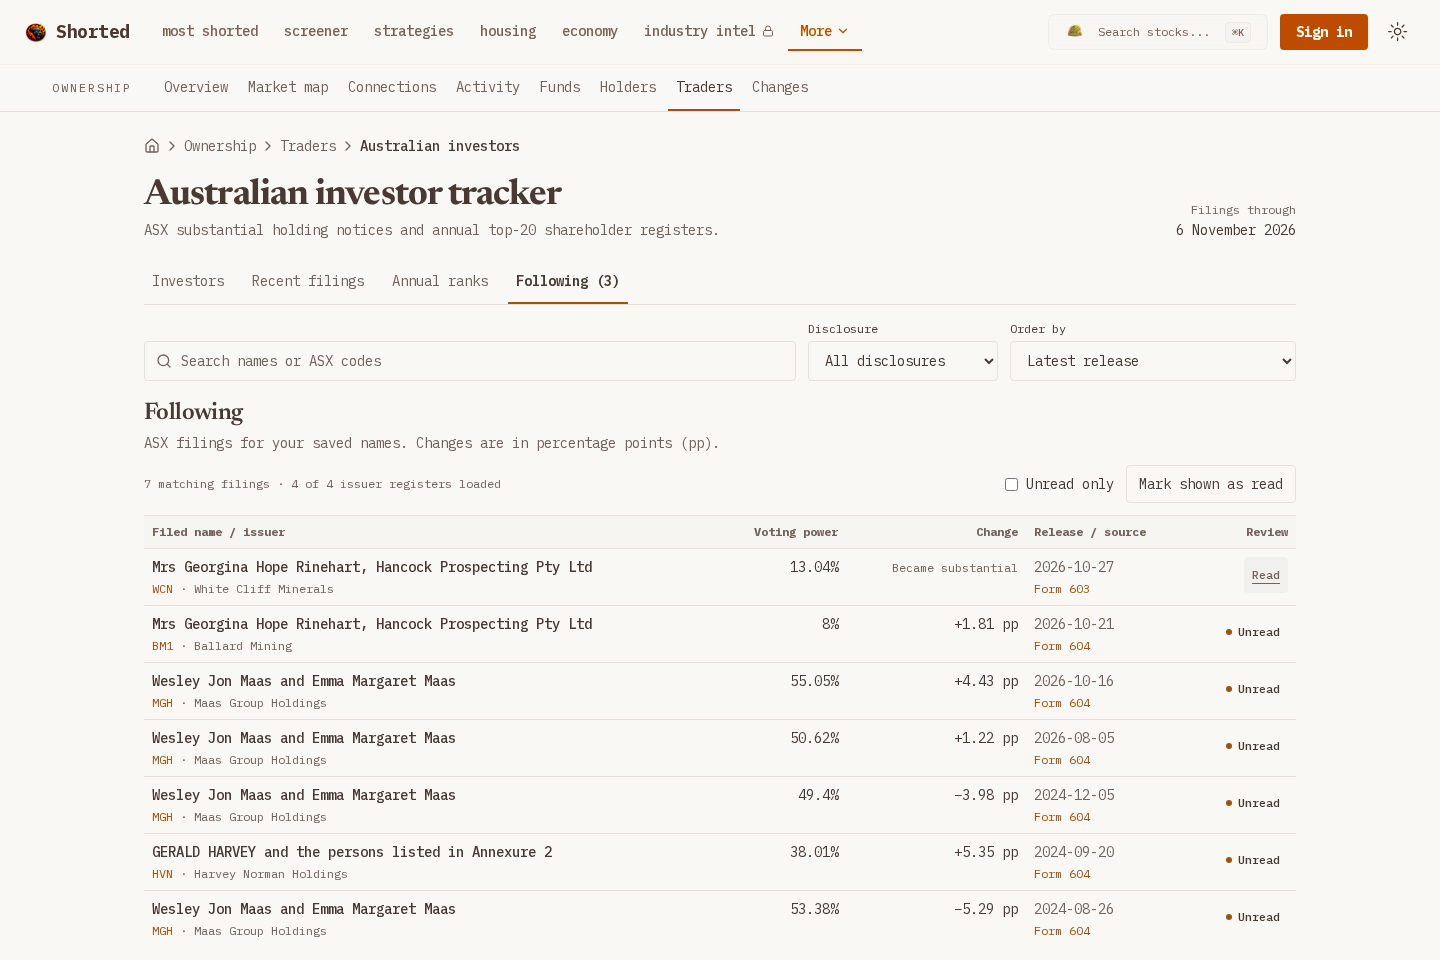 Shorted
most shorted
screener
strategies
housing
economy
industry intel
More
Search stocks...
⌘K
Sign in
OWNERSHIP
Overview
Market map
Connections
Activity
Funds
Holders
Traders
Changes
Ownership
Traders
Australian investors
Australian investor tracker
ASX substantial holding notices and annual top-20 shareholder registers.
Filings through
6 November 2026
Investors
Recent filings
Annual ranks
Following (3)
Search names or ASX codes
Disclosure
All disclosures
Order by
Latest release
Following
ASX filings for your saved names. Changes are in percentage points (pp).
7 matching filings · 4 of 4 issuer registers loaded
Unread only
Mark shown as read
Filed name / issuer Voting power Change Release / source Review
Mrs Georgina Hope Rinehart, Hancock Prospecting Pty Ltd 13.04% Became substantial 2026-10-27 Read
WCN · White Cliff Minerals Form 603
Mrs Georgina Hope Rinehart, Hancock Prospecting Pty Ltd 8% +1.81 pp 2026-10-21 Unread
BM1 · Ballard Mining Form 604
Wesley Jon Maas and Emma Margaret Maas 55.05% +4.43 pp 2026-10-16 Unread
MGH · Maas Group Holdings Form 604
Wesley Jon Maas and Emma Margaret Maas 50.62% +1.22 pp 2026-08-05 Unread
MGH · Maas Group Holdings Form 604
Wesley Jon Maas and Emma Margaret Maas 49.4% −3.98 pp 2024-12-05 Unread
MGH · Maas Group Holdings Form 604
GERALD HARVEY and the persons listed in Annexure 2 38.01% +5.35 pp 2024-09-20 Unread
HVN · Harvey Norman Holdings Form 604
Wesley Jon Maas and Emma Margaret Maas 53.38% −5.29 pp 2024-08-26 Unread
MGH · Maas Group Holdings Form 604